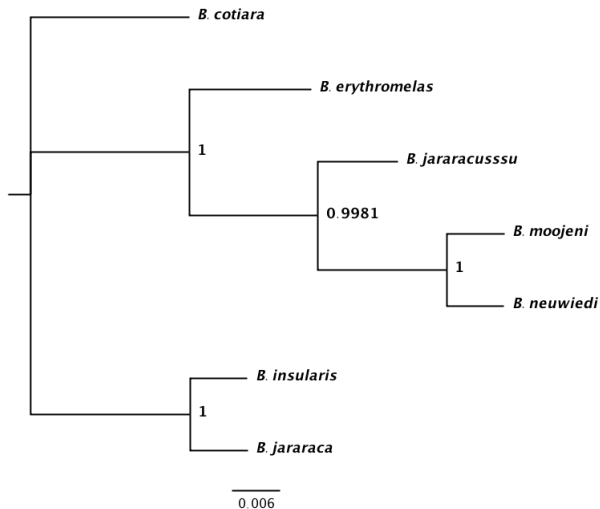 B. cotiara
B. erythromelas
1
B. jararacusssu
0.9981
B. moojeni
1
B. neuwiedi
B. insularis
1
B. jararaca
0.006